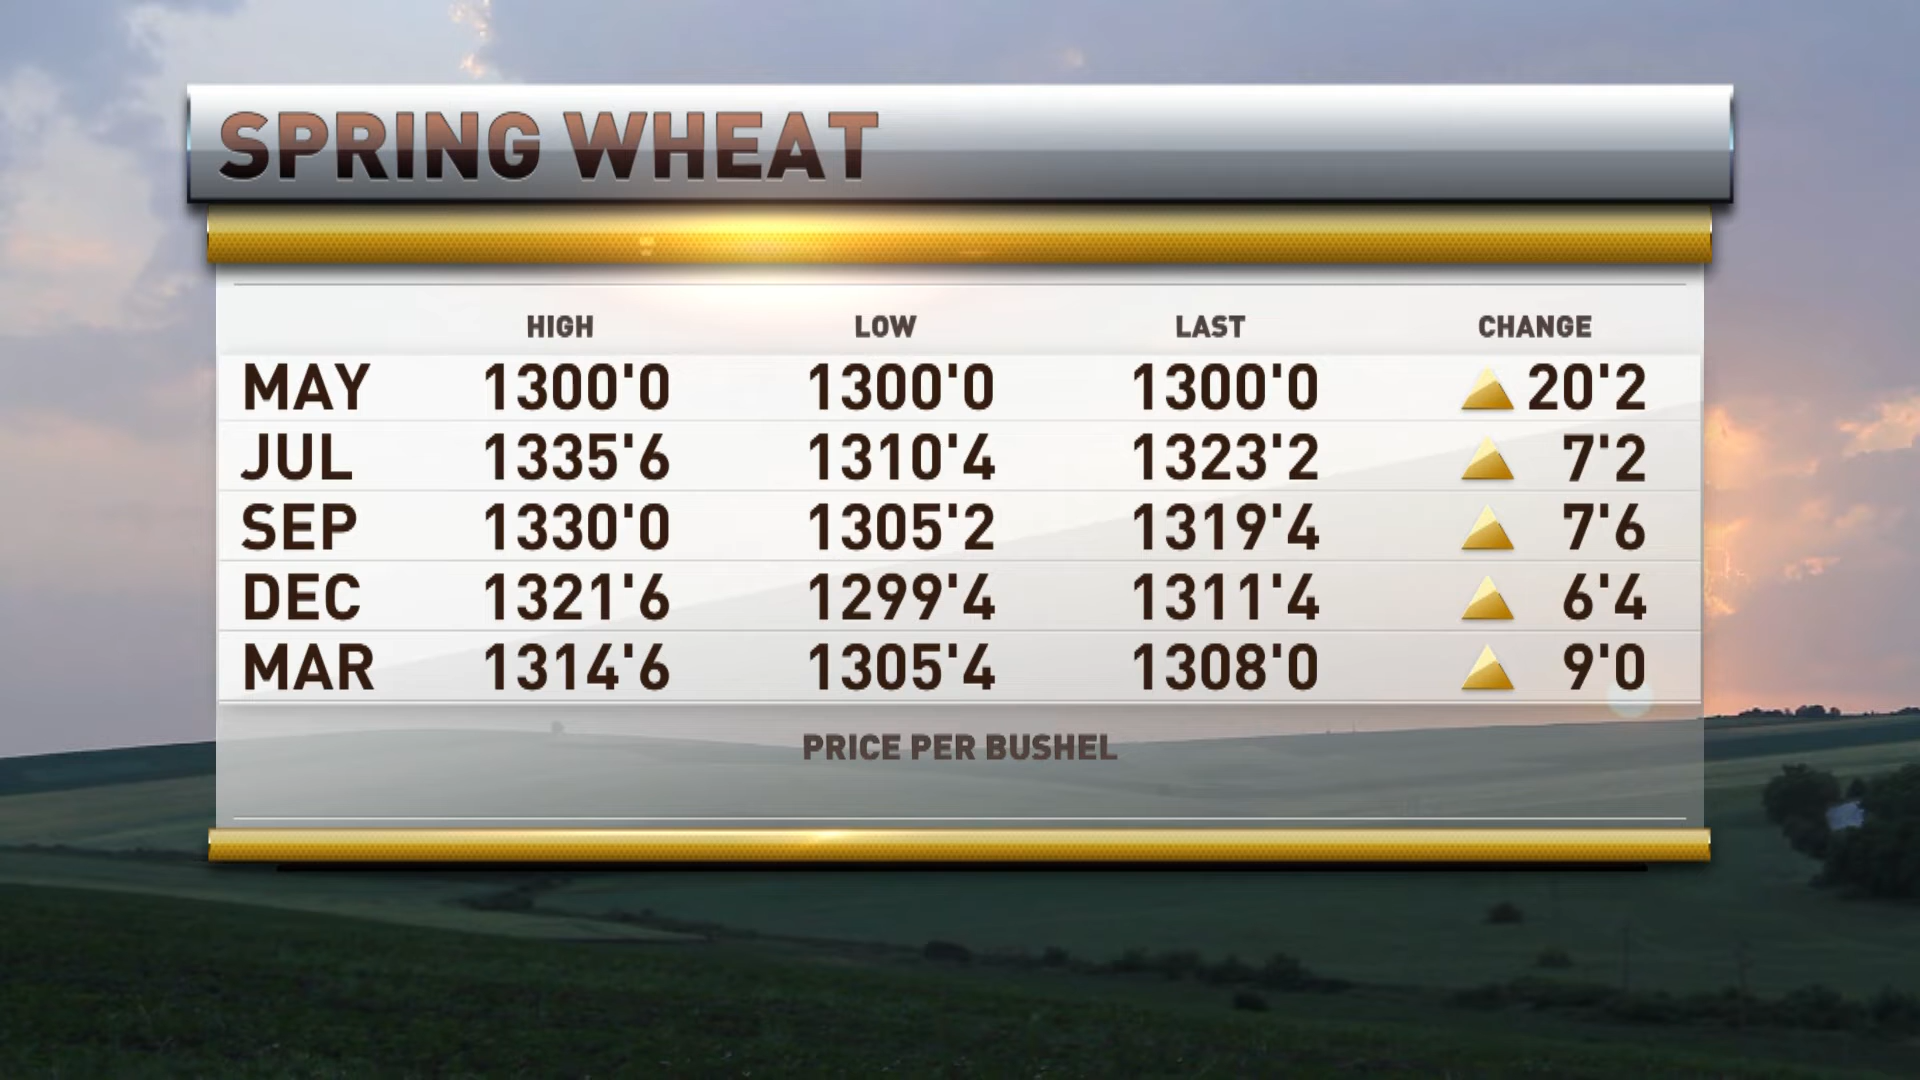 SPRING WHEAT
HIGH LOW LAST CHANGE
MAY 1300'0 1300'0 1300'0 20'2
JUL 1335'6 1310'4 1323'2 7'2
SEP 1330'0 1305'2 1319'4 7'6
DEC 1321'6 1299'4 1311'4 6'4
MAR 1314'6 1305'4 1308'0 9'0
PRICE PER BUSHEL